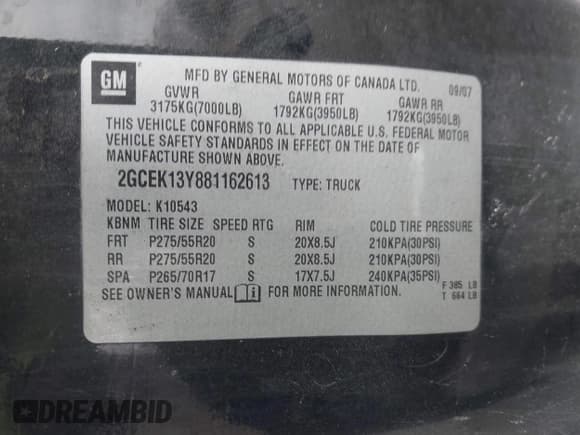 GM
MFD BY GENERAL MOTORS OF CANADA LTD. 09/07
GVWR GAWR FRT GAWR RR
3175KG(7000LB) 1792KG(3950LB) 1792KG(3950LB)
THIS VEHICLE CONFORMS TO ALL APPLICABLE U.S. FEDERAL MOTOR
VEHICLE SAFETY STANDARDS IN EFFECT ON THE DATE OF
MANUFACTURE SHOWN ABOVE.
2GCEK13Y881162613 TYPE: TRUCK
MODEL: K10543
KBNM TIRE SIZE SPEED RTG RIM COLD TIRE PRESSURE
FRT P275/55R20 S 20X8.5J 210KPA(30PSI)
RR P275/55R20 S 20X8.5J 210KPA(30PSI)
SPA P265/70R17 S 17X7.5J 240KPA(35PSI)
SEE OWNER'S MANUAL i FOR MORE INFORMATION.
F 385 LB
T 664 LB
DREAMBID